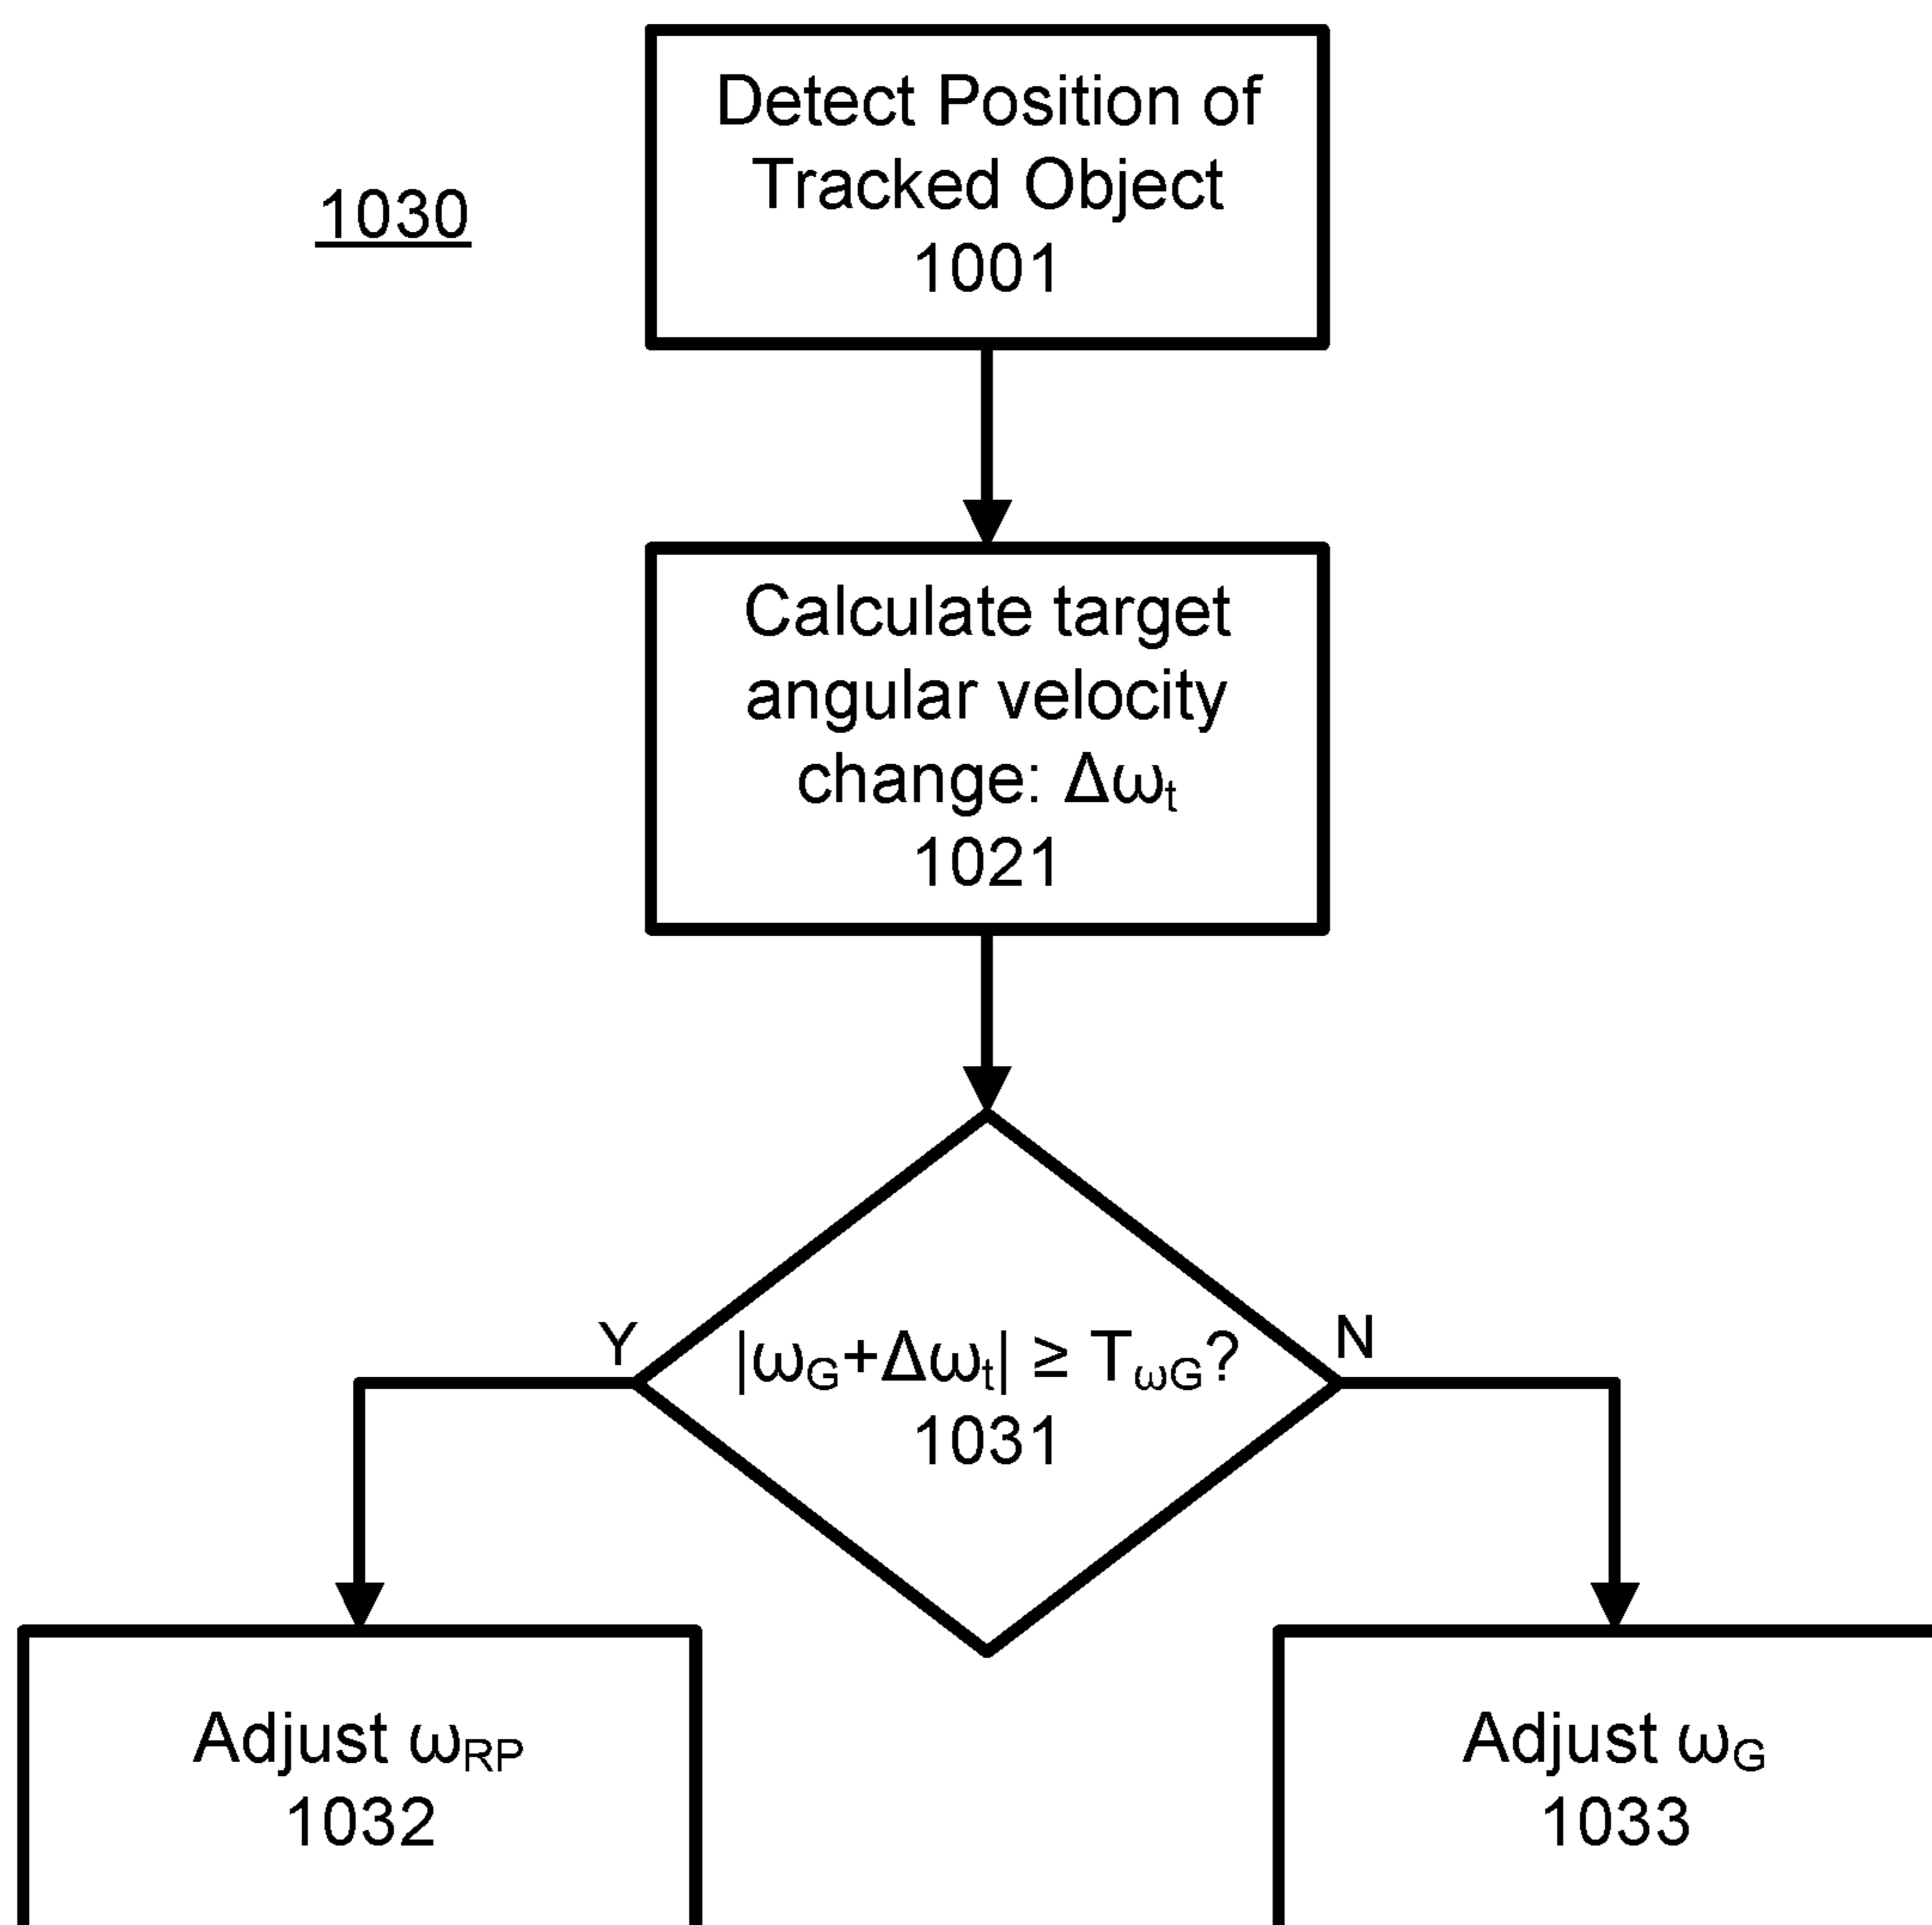 Detect Position of
Tracked Object
1001
1030
Calculate target
angular velocity
change: Δωt
1021
Y
|ωG+Δωt| ≥ TωG?
1031
N
Adjust ωRP
1032
Adjust ωG
1033